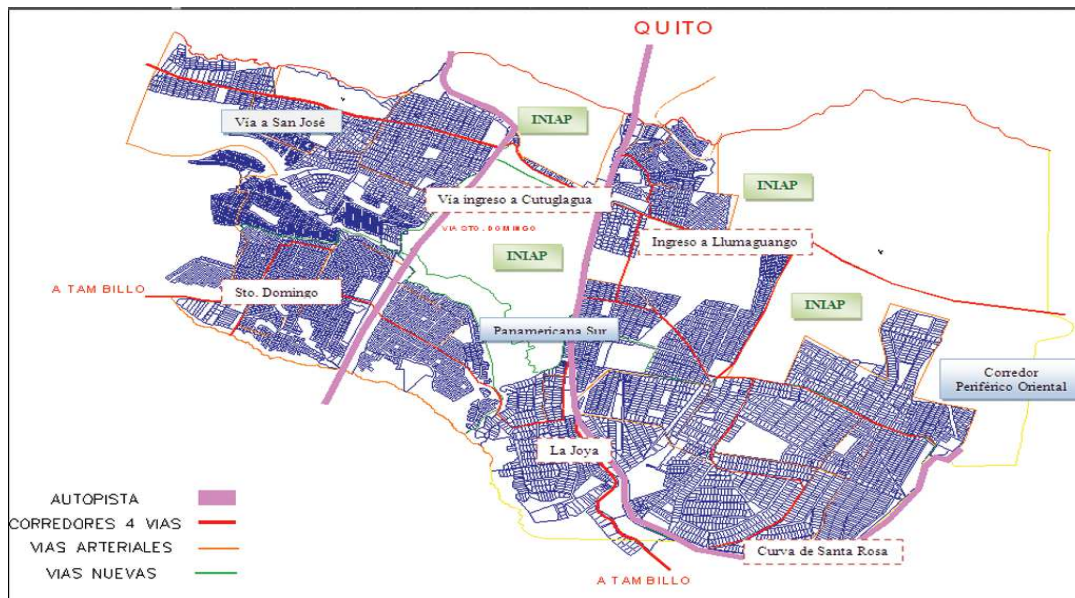 QUITO
INIAP
Vía a San José
INIAP
Vía ingreso a Cutuglagua
VIA STO. DOMINGO
Ingreso a Llumaguango
INIAP
A TAMBILLO
Sto. Domingo
INIAP
Panamericana Sur
Corredor
Periférico Oriental
La Joya
AUTOPISTA
CORREDORES 4 VIAS
VIAS ARTERIALES
VIAS NUEVAS
Curva de Santa Rosa
A TAMBILLO